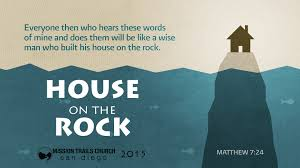 Everyone then who hears these words
of mine and does them will be like a wise
man who built his house on the rock.
HOUSE
ON THE
ROCK
MISSION TRAILS CHURCH
san diego
2015
MATTHEW 7:24